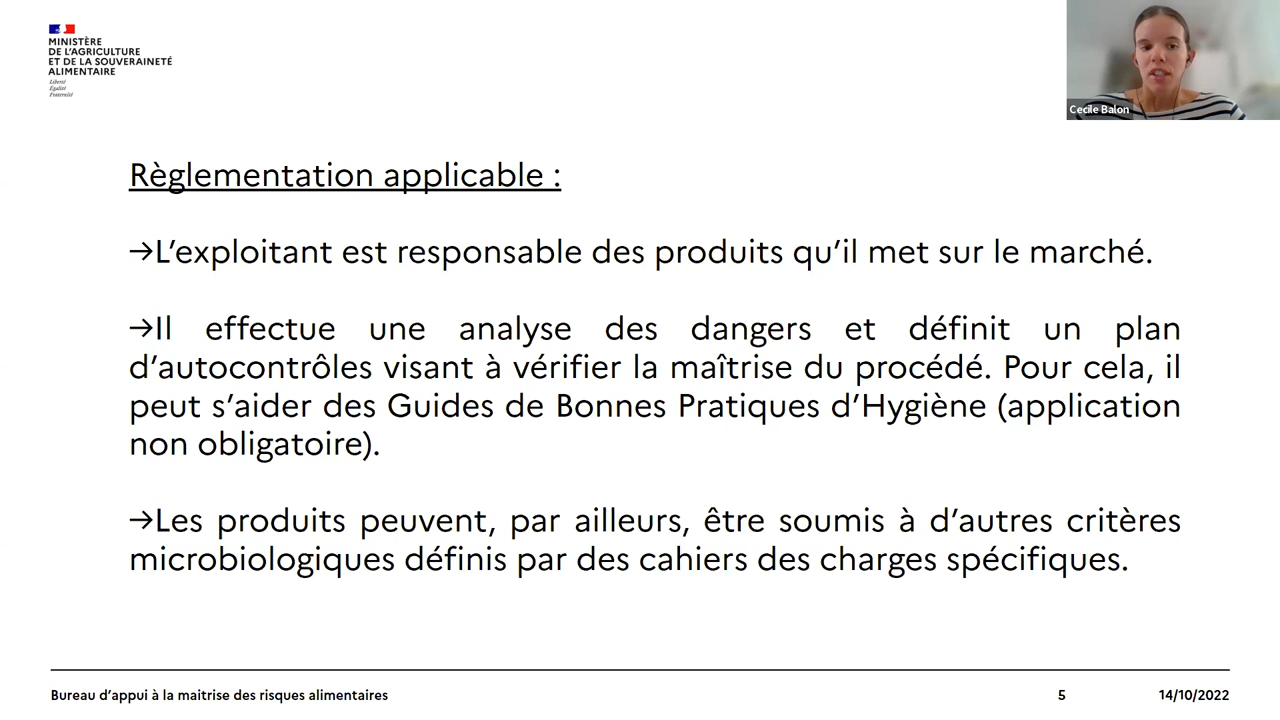 MINISTÈRE
DE L'AGRICULTURE
ET DE LA SOUVERAINETÉ
ALIMENTAIRE
Liberté
Égalité
Fraternité
Cecile Balon
Règlementation applicable :
→L'exploitant est responsable des produits qu'il met sur le marché.
→Il effectue une analyse des dangers et définit un plan
d'autocontrôles visant à vérifier la maîtrise du procédé. Pour cela, il
peut s'aider des Guides de Bonnes Pratiques d'Hygiène (application
non obligatoire).
→Les produits peuvent, par ailleurs, être soumis à d'autres critères
microbiologiques définis par des cahiers des charges spécifiques.
Bureau d'appui à la maitrise des risques alimentaires
5
14/10/2022